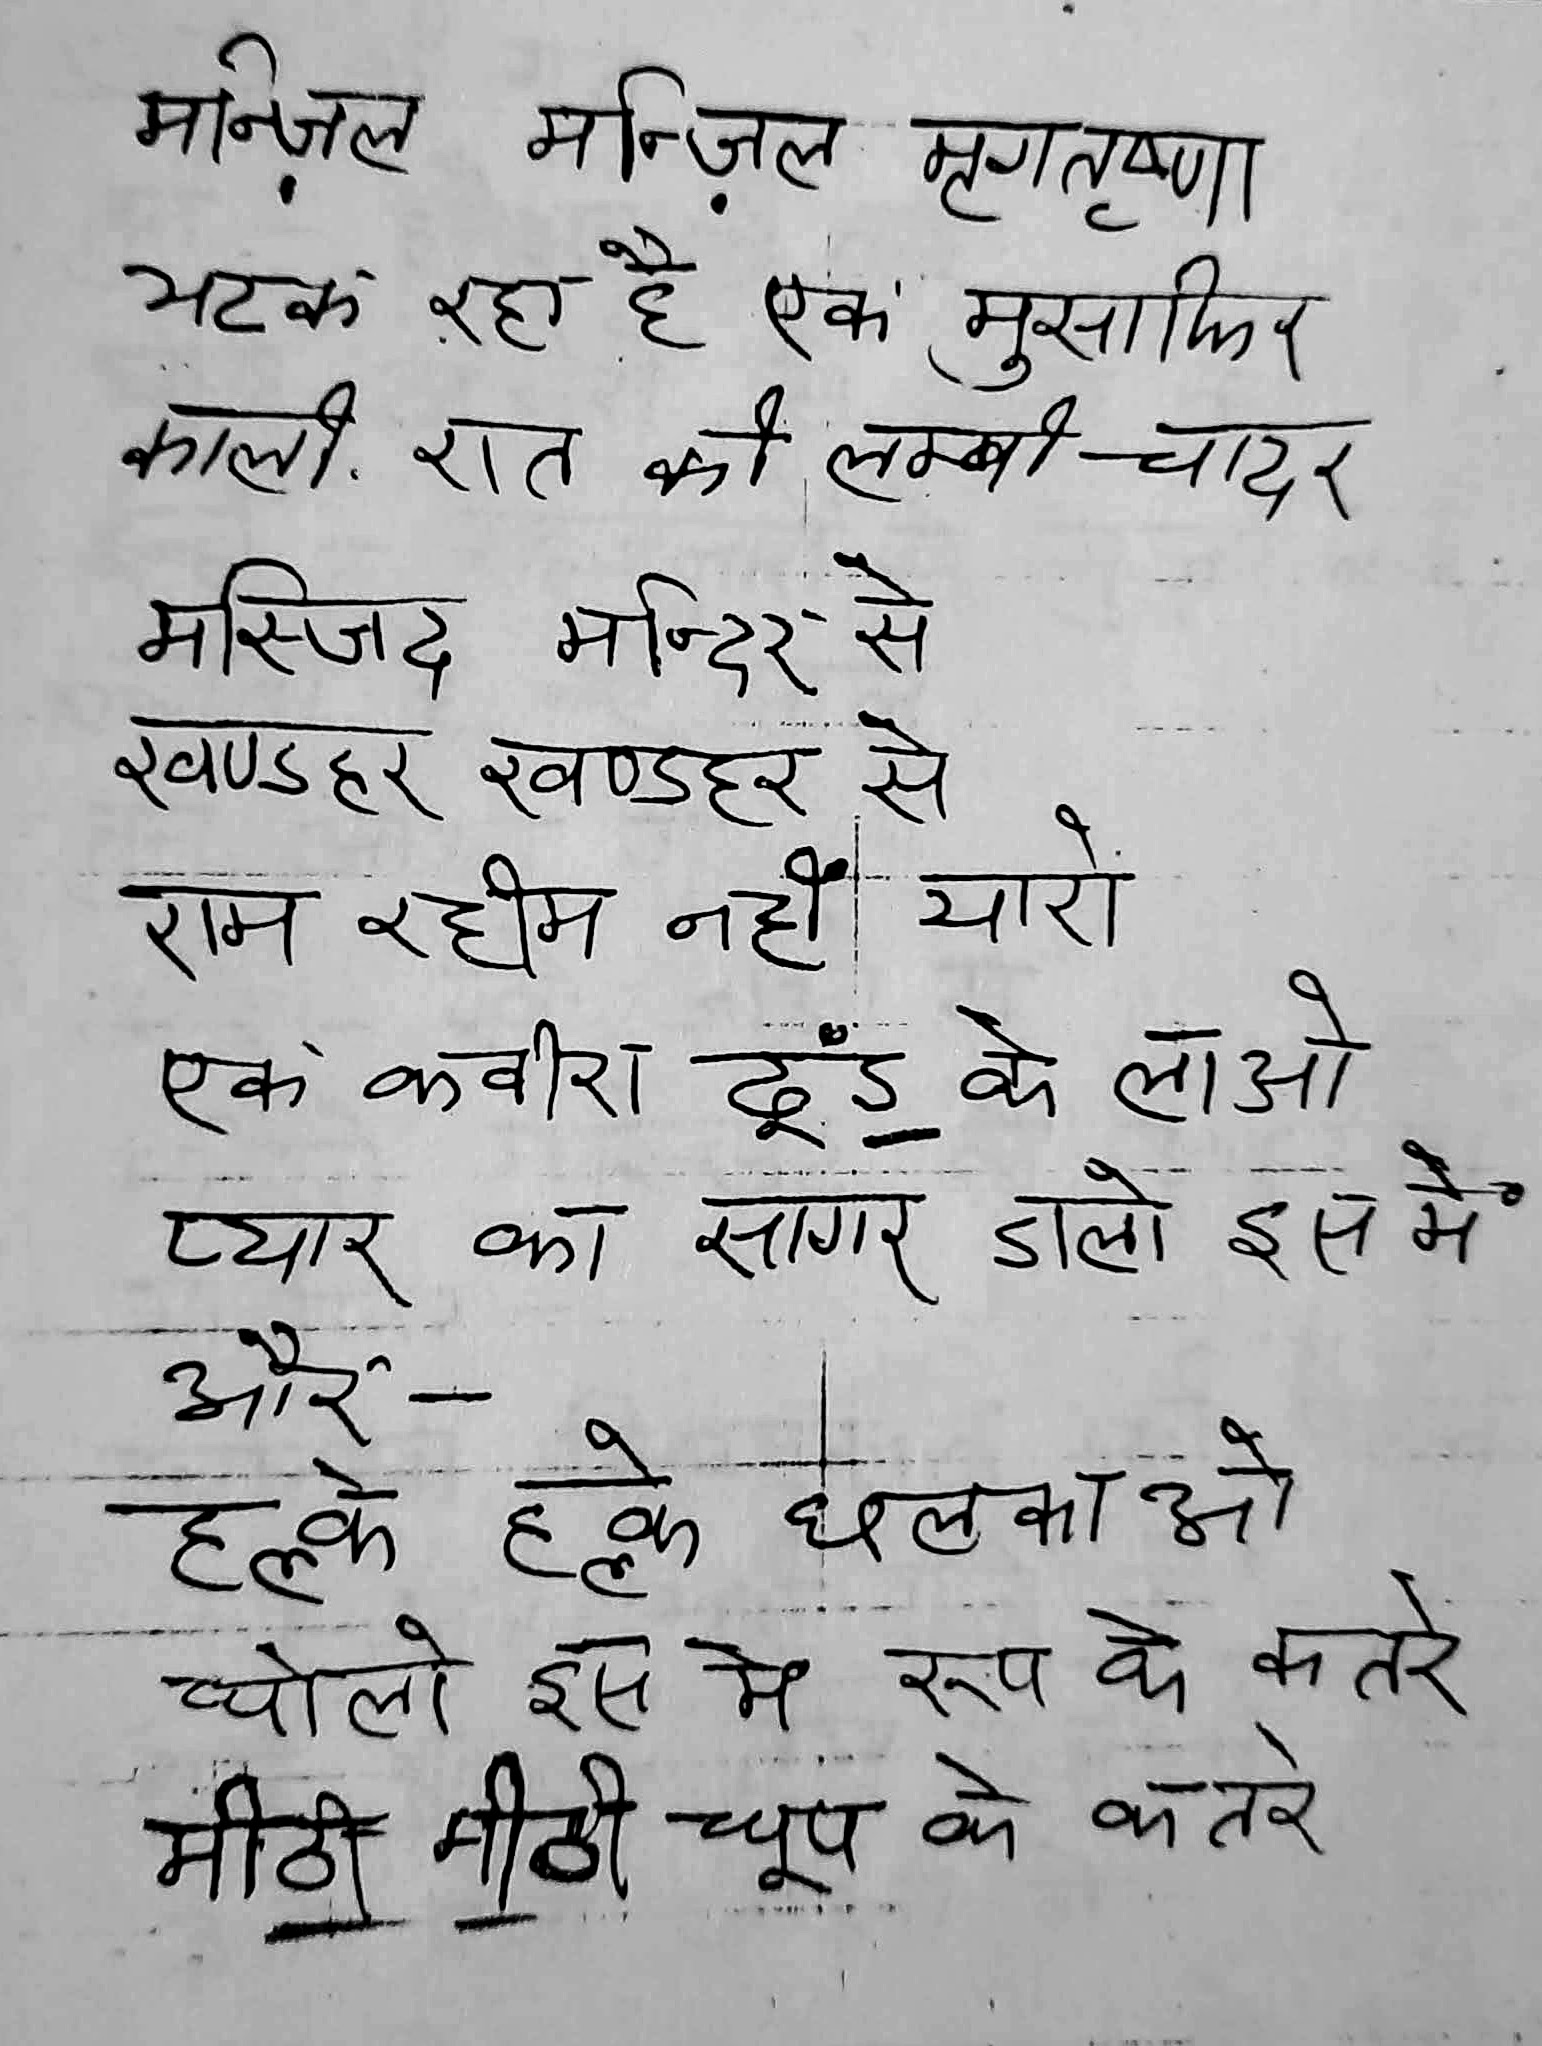 मन्ज़िल मन्ज़िल मृगतृष्णा
भटक रहा है एक मुसाफिर
काली रात की लम्बी चादर
मस्जिद मन्दिर से
खण्डहर खण्डहर से
राम रहीम नहीं यारो
एक कबीरा ढूंड के लाओ
प्यार का सागर डालो इस में
और -
हल्के हल्के छलकाओ
घोलो इस में रूप के कतरे
मीठी मीठी धूप के कतरे